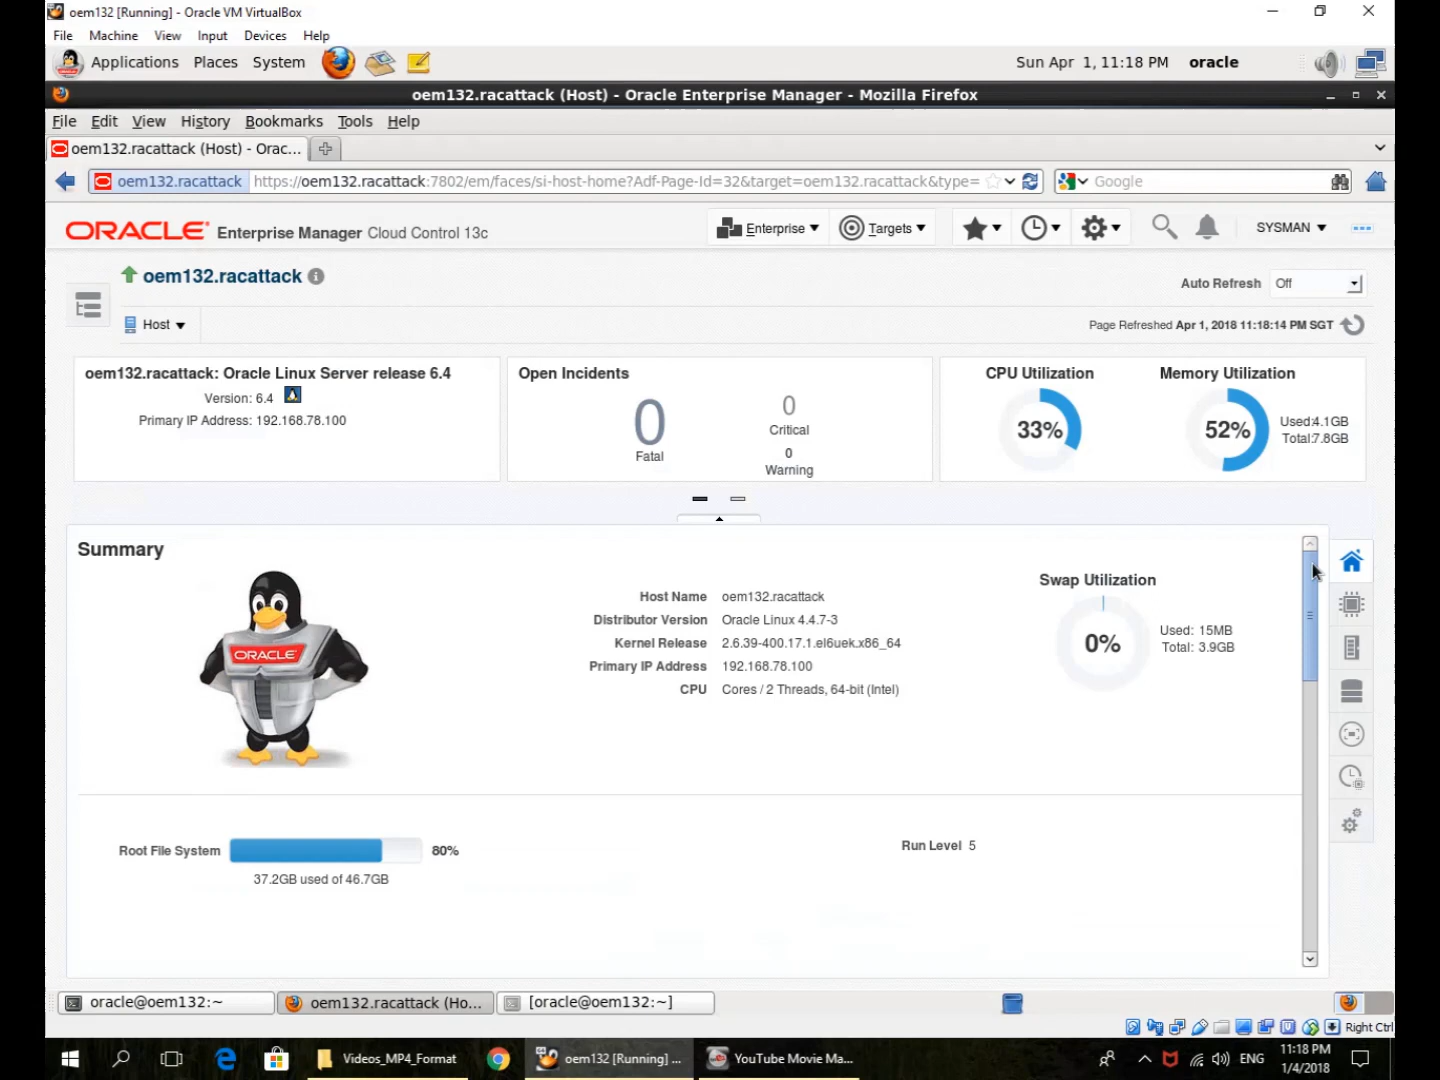 oem132 [Running] - Oracle VM VirtualBox
File Machine View Input Devices Help
Applications Places System Sun Apr 1, 11:18 PM oracle
oem132.racattack (Host) - Oracle Enterprise Manager - Mozilla Firefox
File Edit View History Bookmarks Tools Help
oem132.racattack (Host) - Orac...
oem132.racattack https://oem132.racattack:7802/em/faces/si-host-home?Adf-Page-Id=32&target=oem132.racattack&type= Google
ORACLE Enterprise Manager Cloud Control 13c Enterprise Targets SYSMAN
oem132.racattack
Auto Refresh Off
Host
Page Refreshed Apr 1, 2018 11:18:14 PM SGT
oem132.racattack: Oracle Linux Server release 6.4
Version: 6.4
Primary IP Address: 192.168.78.100
Open Incidents
0
Fatal
0
Critical
0
Warning
CPU Utilization
33%
Memory Utilization
52%
Used:4.1GB
Total:7.8GB
Summary
ORACLE
Host Name oem132.racattack
Distributor Version Oracle Linux 4.4.7-3
Kernel Release 2.6.39-400.17.1.el6uek.x86_64
Primary IP Address 192.168.78.100
CPU Cores / 2 Threads, 64-bit (Intel)
Swap Utilization
0%
Used: 15MB
Total: 3.9GB
Root File System 80%
37.2GB used of 46.7GB
Run Level 5
oracle@oem132:~ oem132.racattack (Ho... [oracle@oem132:~]
Right Ctrl
Videos_MP4_Format oem132 [Running] ... YouTube Movie Ma... ENG
11:18 PM
1/4/2018